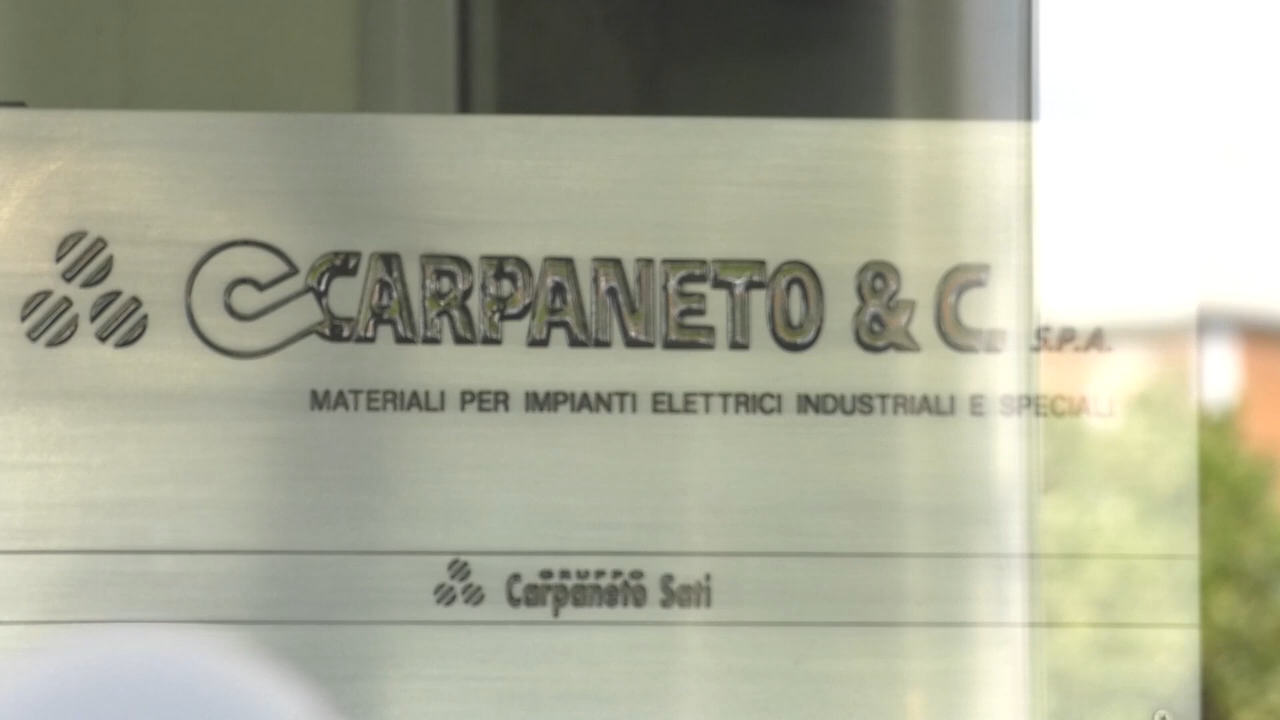 CARPANETO & C. S.P.A.
MATERIALI PER IMPIANTI ELETTRICI INDUSTRIALI E SPECIALI
GRUPPO
Carpaneto Sati